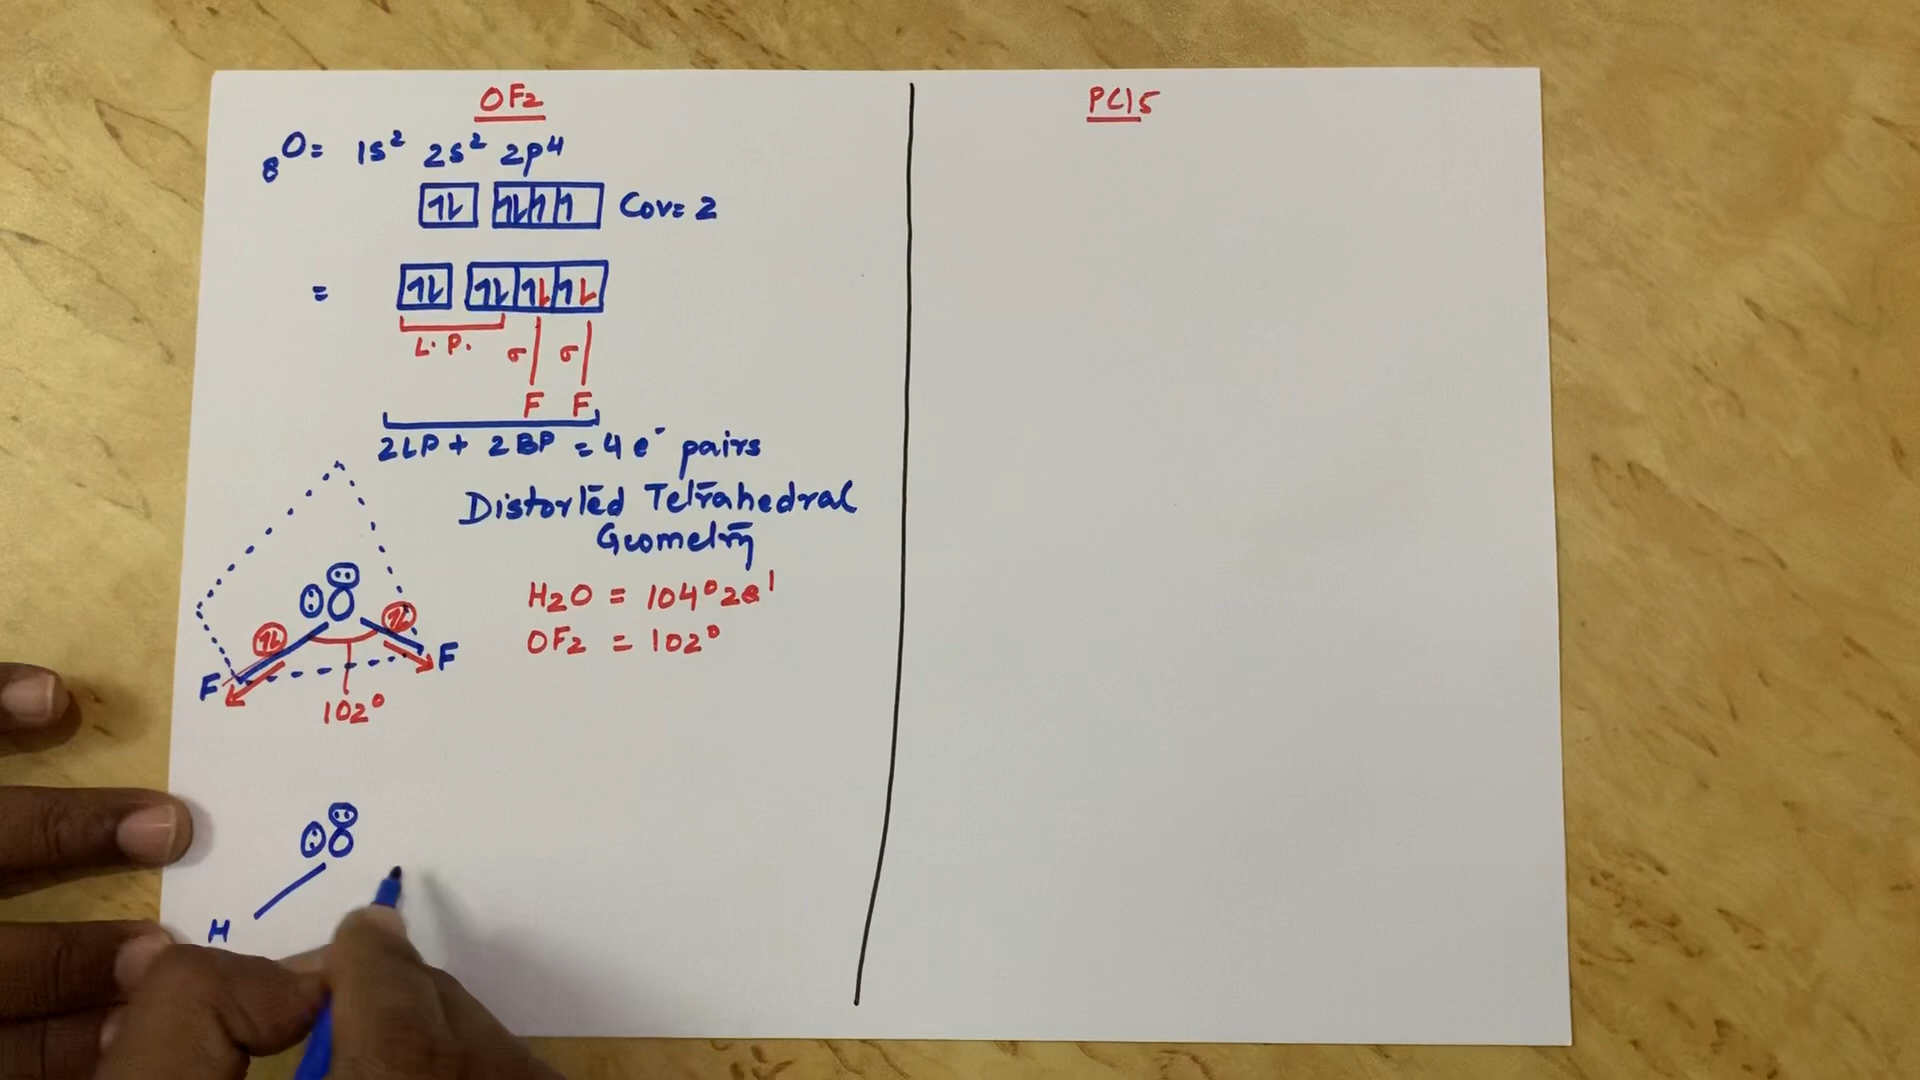 OF2
8O= 1s² 2s² 2p⁴
↿⇂ ↿⇂ ↿ ↿ Cov= 2
= ↿⇂ ↿⇂ ↿⇂ ↿⇂
L.P. σ σ
F F
2LP + 2BP = 4 e⁻ pairs
Distorted Tetrahedral
Geometry
H2O = 104°28'
OF2 = 102°
O
F F
102°
O
H
PCl5